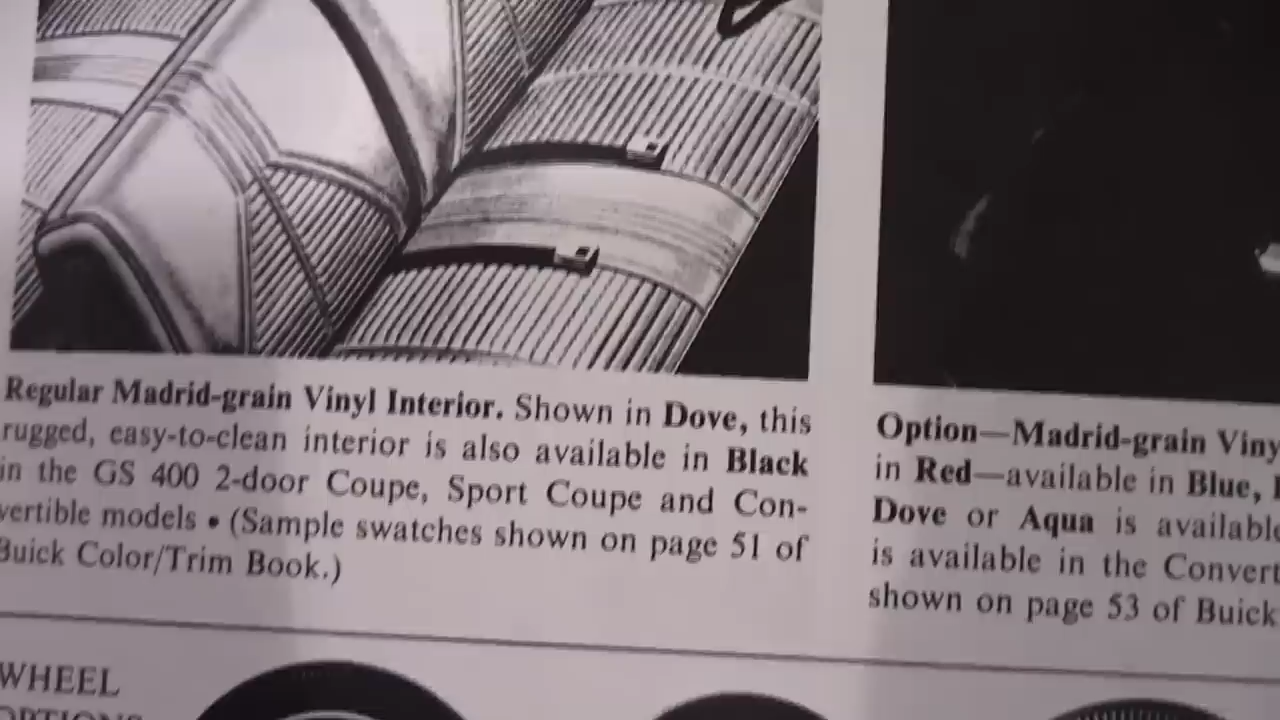 Regular Madrid-grain Vinyl Interior. Shown in Dove, this
rugged, easy-to-clean interior is also available in Black
in the GS 400 2-door Coupe, Sport Coupe and Con-
vertible models • (Sample swatches shown on page 51 of
Buick Color/Trim Book.)
Option—Madrid-grain Viny
in Red—available in Blue,
Dove or Aqua is available
is available in the Convert
shown on page 53 of Buick
WHEEL
OPTIONS